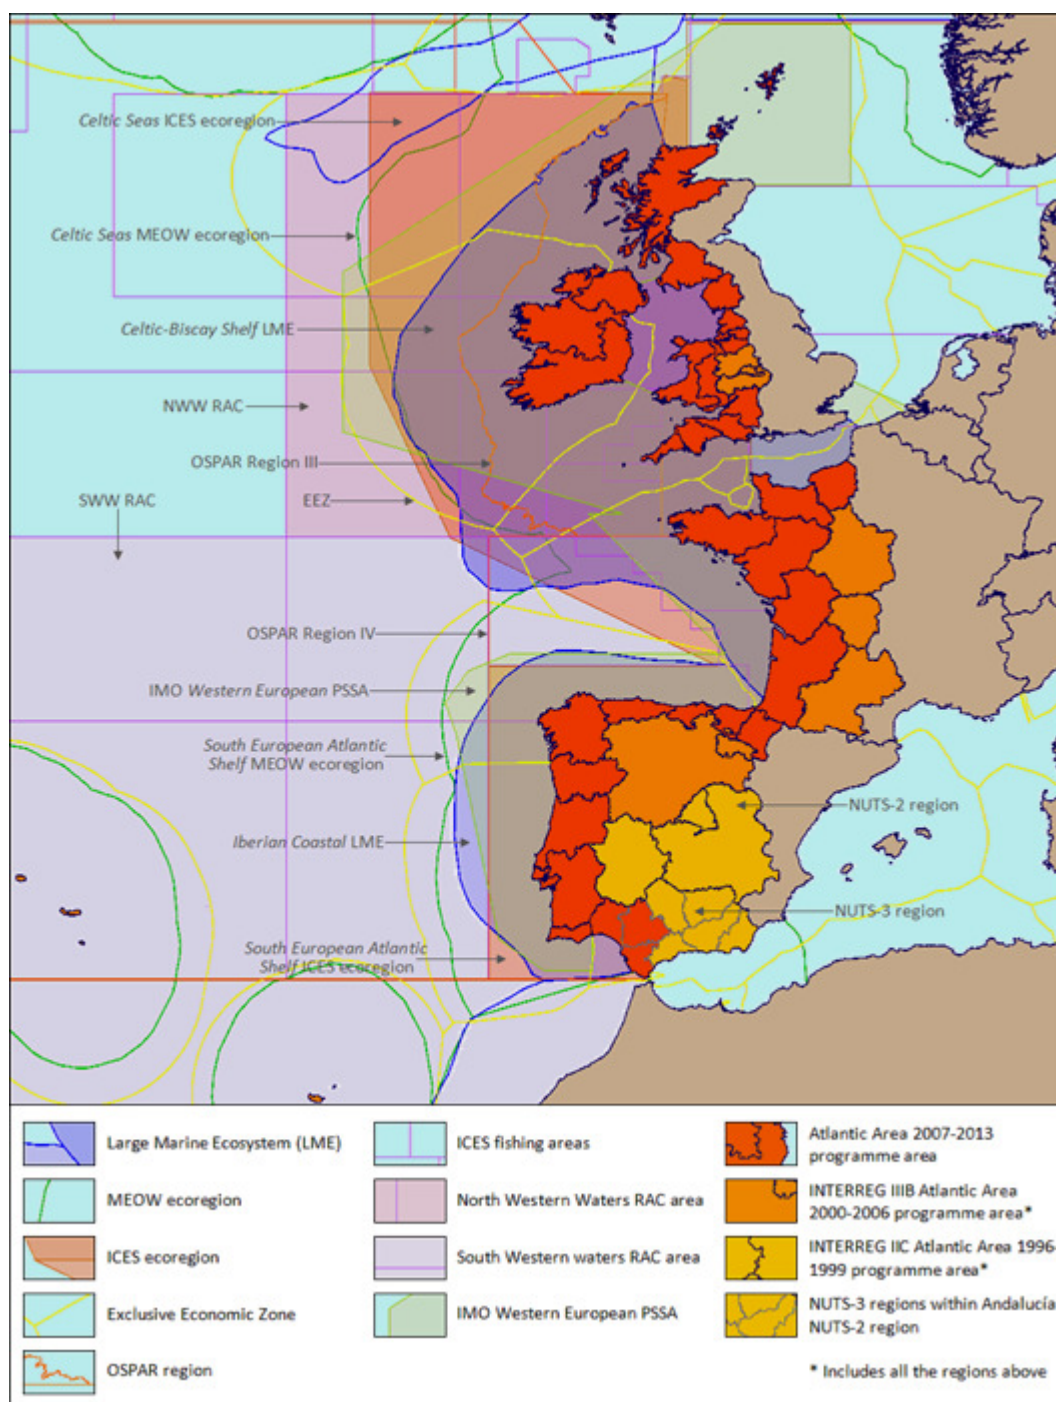 Celtic Seas ICES ecoregion
Celtic Seas MEOW ecoregion
Celtic-Biscay Shelf LME
NWW RAC
OSPAR Region III
SWW RAC
EEZ
OSPAR Region IV
IMO Western European PSSA
South European Atlantic
Shelf MEOW ecoregion
NUTS-2 region
Iberian Coastal LME
NUTS-3 region
South European Atlantic
Shelf ICES ecoregion
Large Marine Ecosystem (LME)
MEOW ecoregion
ICES ecoregion
Exclusive Economic Zone
OSPAR region
ICES fishing areas
North Western Waters RAC area
South Western waters RAC area
IMO Western European PSSA
Atlantic Area 2007-2013
programme area
INTERREG IIIB Atlantic Area
2000-2006 programme area*
INTERREG IIC Atlantic Area 1996-
1999 programme area*
NUTS-3 regions within Andalucía
NUTS-2 region
* Includes all the regions above